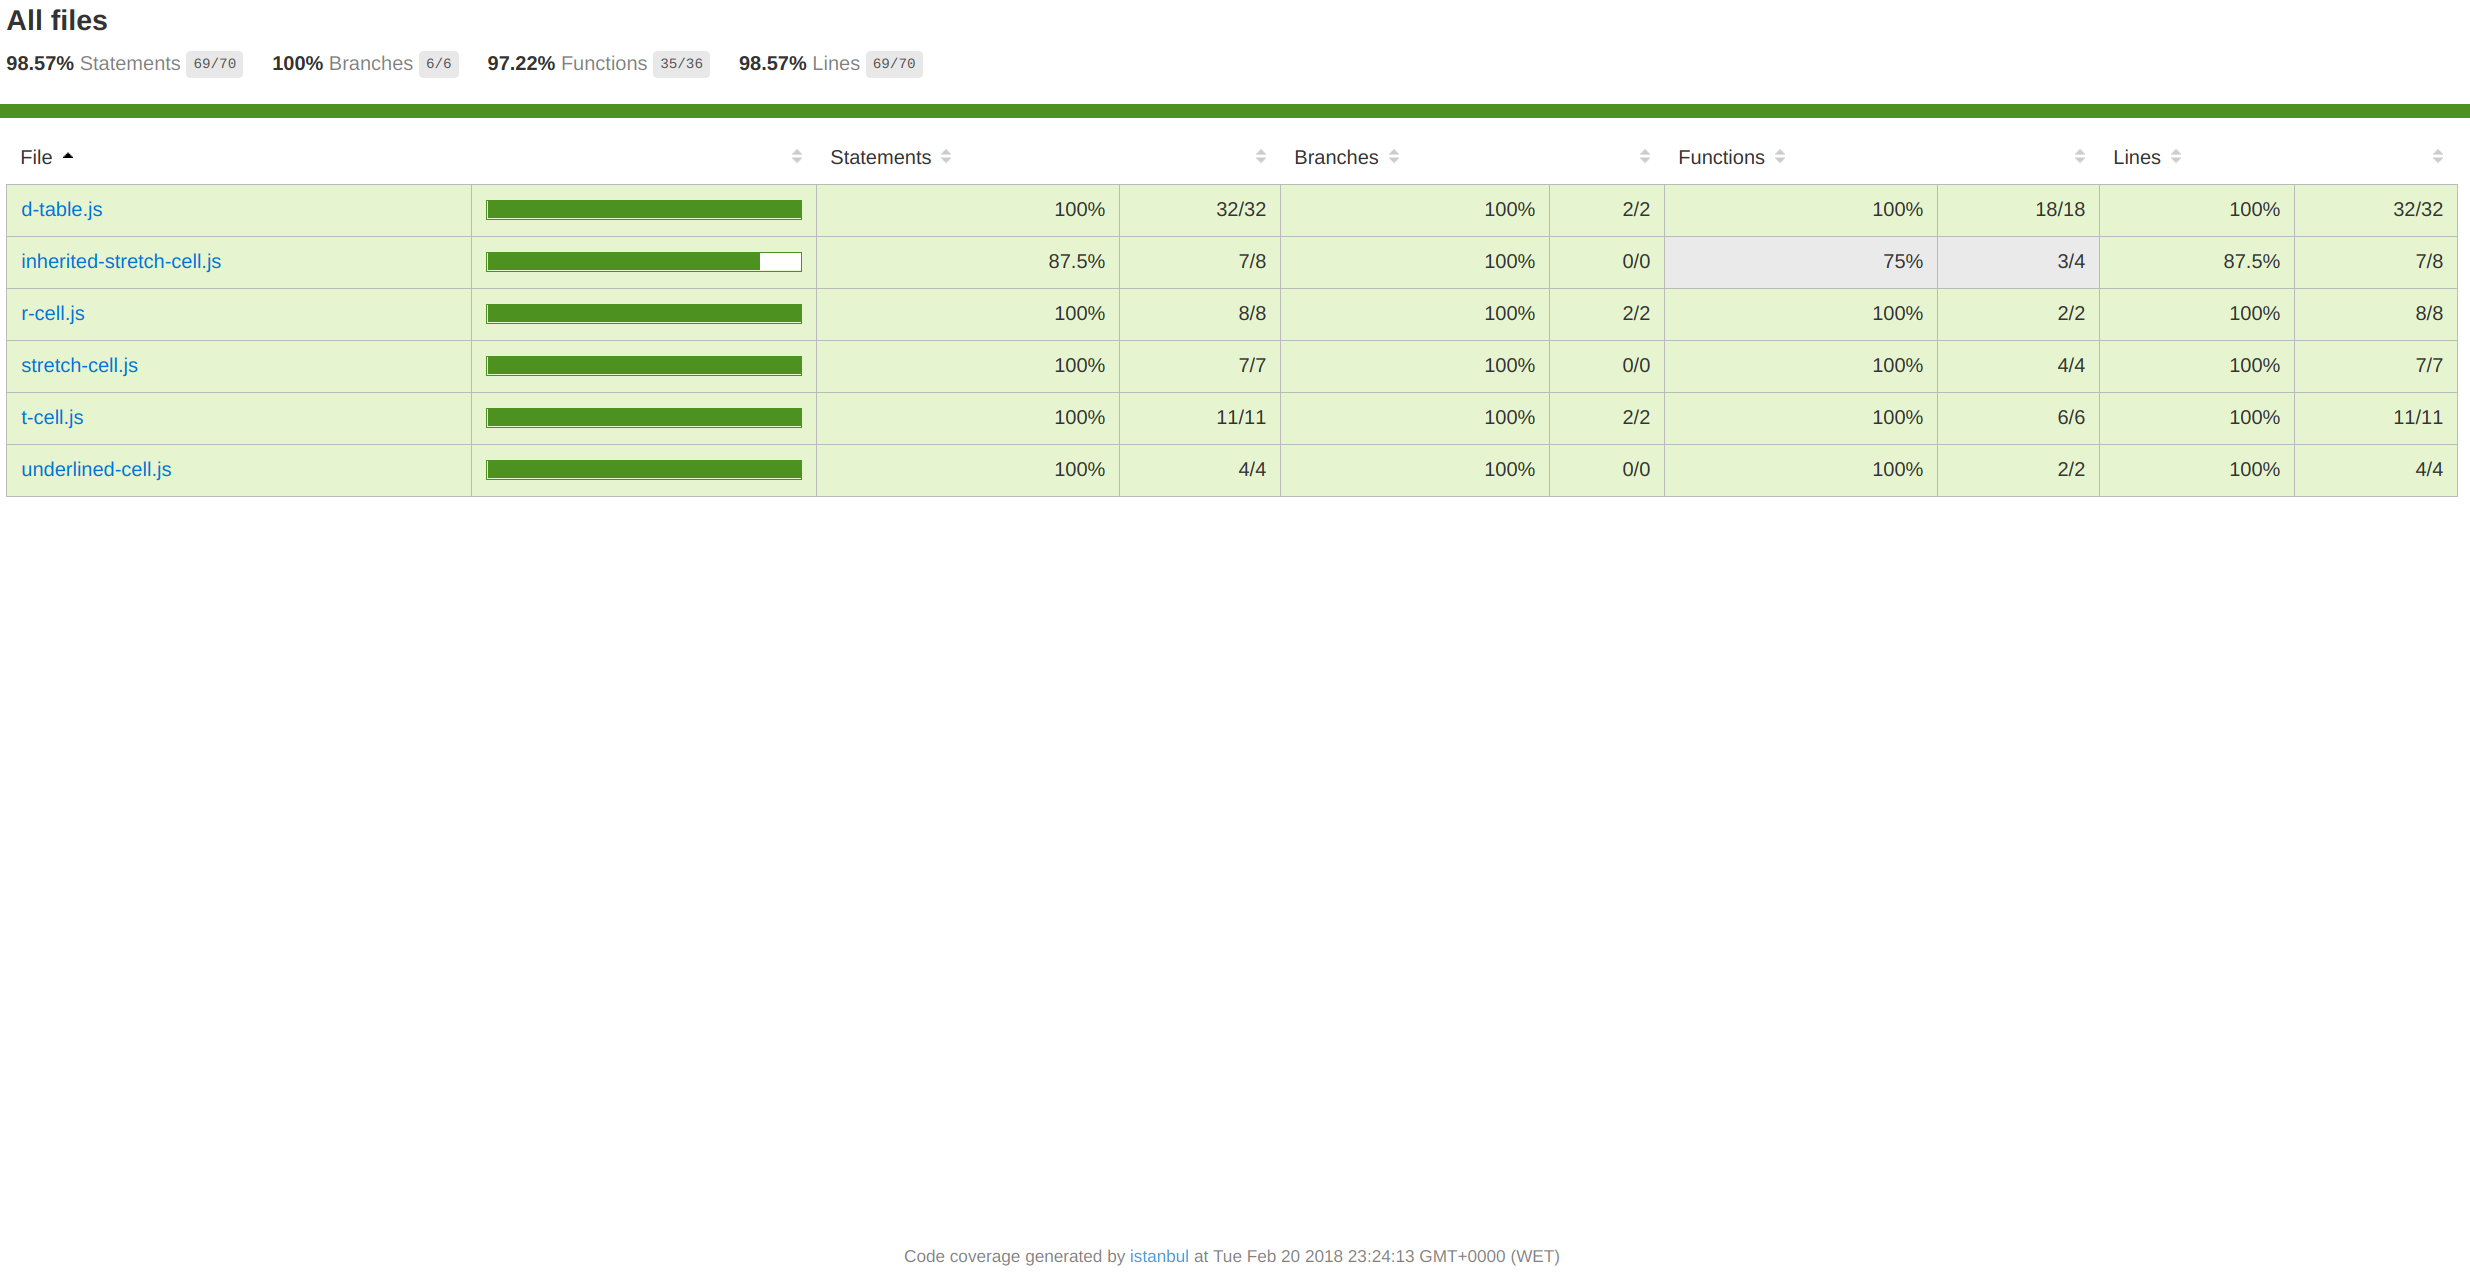 All files
98.57% Statements 69/70 100% Branches 6/6 97.22% Functions 35/36 98.57% Lines 69/70
File Statements Branches Functions Lines
d-table.js 100% 32/32 100% 2/2 100% 18/18 100% 32/32
inherited-stretch-cell.js 87.5% 7/8 100% 0/0 75% 3/4 87.5% 7/8
r-cell.js 100% 8/8 100% 2/2 100% 2/2 100% 8/8
stretch-cell.js 100% 7/7 100% 0/0 100% 4/4 100% 7/7
t-cell.js 100% 11/11 100% 2/2 100% 6/6 100% 11/11
underlined-cell.js 100% 4/4 100% 0/0 100% 2/2 100% 4/4
Code coverage generated by istanbul at Tue Feb 20 2018 23:24:13 GMT+0000 (WET)